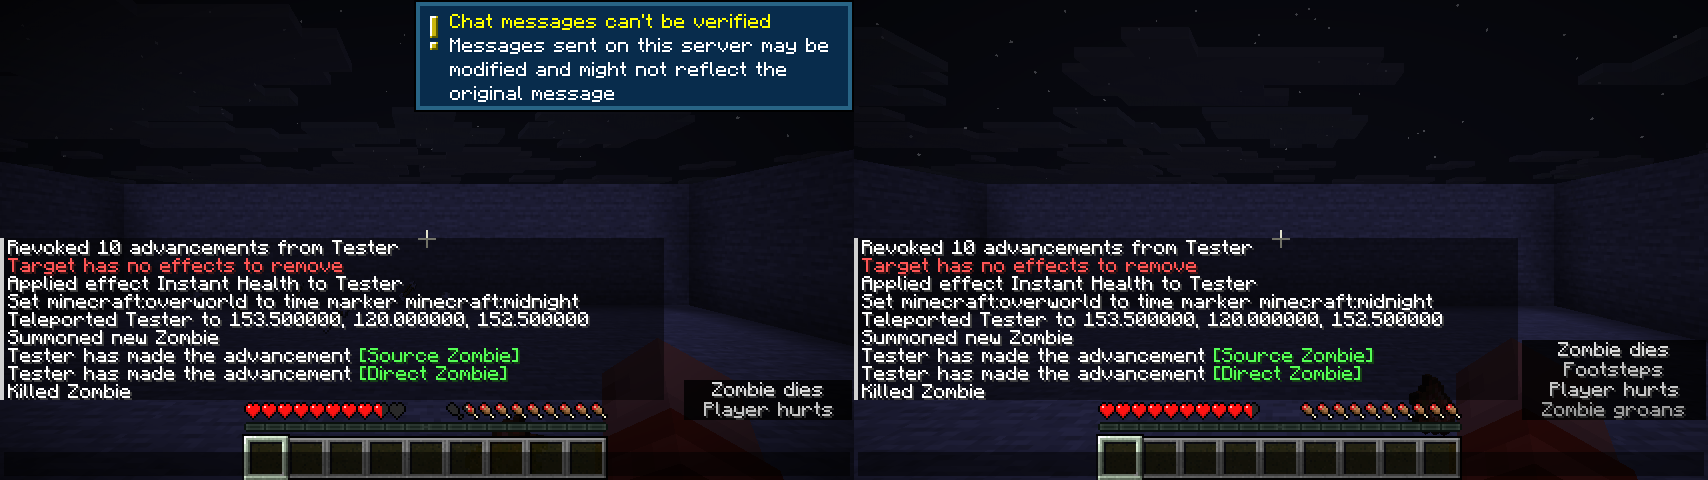 Chat messages can't be verified
Messages sent on this server may be
modified and might not reflect the
original message
Revoked 10 advancements from Tester
Target has no effects to remove
Applied effect Instant Health to Tester
Set minecraft:overworld to time marker minecraft:midnight
Teleported Tester to 153.500000, 120.000000, 152.500000
Summoned new Zombie
Tester has made the advancement [Source Zombie]
Tester has made the advancement [Direct Zombie]
Killed Zombie
Zombie dies
Player hurts
Revoked 10 advancements from Tester
Target has no effects to remove
Applied effect Instant Health to Tester
Set minecraft:overworld to time marker minecraft:midnight
Teleported Tester to 153.500000, 120.000000, 152.500000
Summoned new Zombie
Tester has made the advancement [Source Zombie]
Tester has made the advancement [Direct Zombie]
Killed Zombie
Zombie dies
Footsteps
Player hurts
Zombie groans